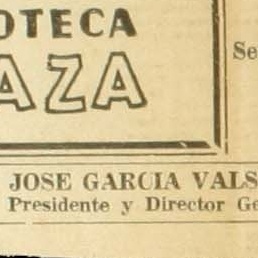 OTECA
AZA
Se
JOSE GARCIA VALS
Presidente y Director Ge